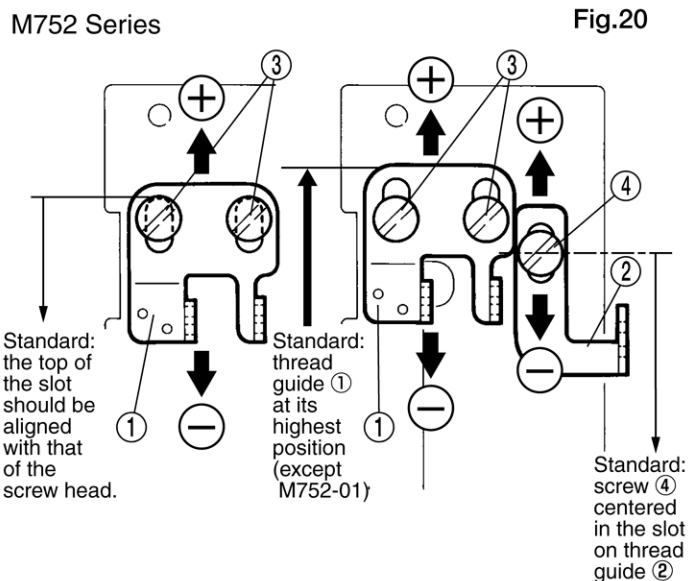 M752 Series
Fig.20
③
③
+
+
+
④
②
Standard:
the top of
the slot
should be
aligned
with that
of the
screw head.
①
−
Standard:
thread
guide ①
at its
highest
position
(except
M752-01)
①
−
−
Standard:
screw ④
centered
in the slot
on thread
guide ②